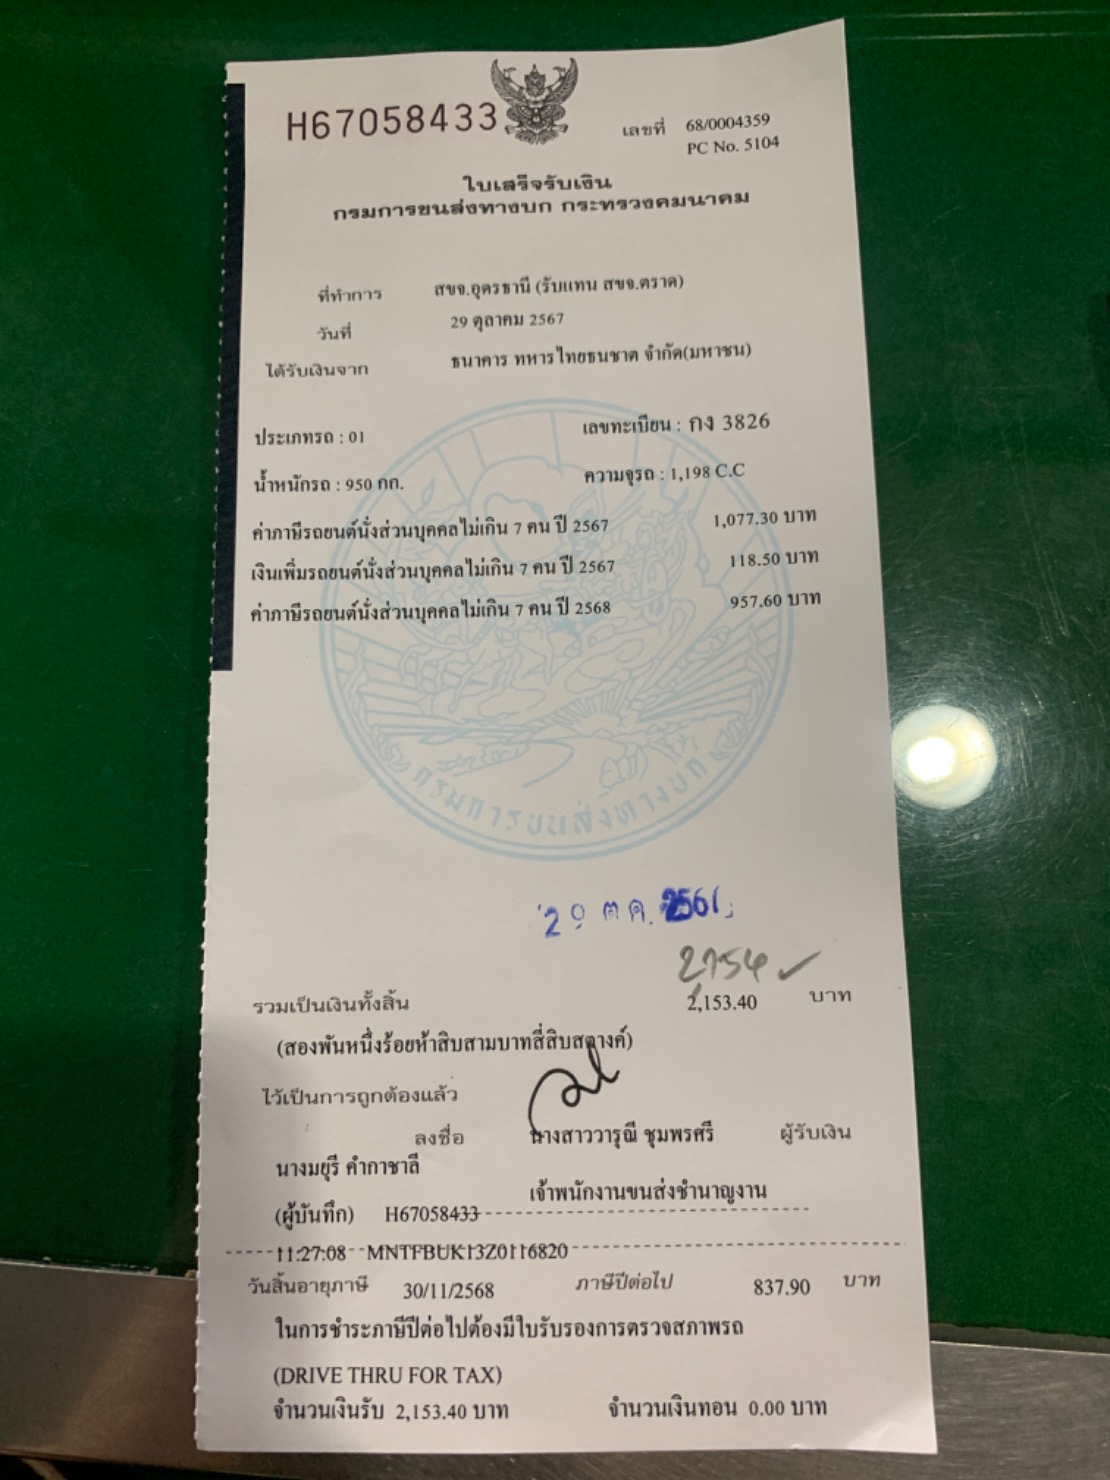 H67058433
เลขที่ 68/0004359
PC No. 5104
ใบเสร็จรับเงิน
กรมการขนส่งทางบก กระทรวงคมนาคม
ที่ทำการ สขจ.อุดรธานี (รับแทน สขจ.ตราด)
วันที่ 29 ตุลาคม 2567
ได้รับเงินจาก ธนาคาร ทหารไทยธนชาต จำกัด(มหาชน)
ประเภทรถ : 01 เลขทะเบียน : กง 3826
น้ำหนักรถ : 950 กก. ความจุรถ : 1,198 C.C
ค่าภาษีรถยนต์นั่งส่วนบุคคลไม่เกิน 7 คน ปี 2567 1,077.30 บาท
เงินเพิ่มรถยนต์นั่งส่วนบุคคลไม่เกิน 7 คน ปี 2567 118.50 บาท
ค่าภาษีรถยนต์นั่งส่วนบุคคลไม่เกิน 7 คน ปี 2568 957.60 บาท
กรมการขนส่งทางบก
29 ต.ค.
2154
รวมเป็นเงินทั้งสิ้น 2,153.40 บาท
(สองพันหนึ่งร้อยห้าสิบสามบาทสี่สิบสตางค์)
ไว้เป็นการถูกต้องแล้ว
ลงชื่อ นางสาววารุณี ชุมพรศรี ผู้รับเงิน
นางมยุรี คำกาชาลี
เจ้าพนักงานขนส่งชำนาญงาน
(ผู้บันทึก) H67058433
11:27:08 MNTFBUK13Z0116820
วันสิ้นอายุภาษี 30/11/2568 ภาษีปีต่อไป 837.90 บาท
ในการชำระภาษีปีต่อไปต้องมีใบรับรองการตรวจสภาพรถ
(DRIVE THRU FOR TAX)
จำนวนเงินรับ 2,153.40 บาท จำนวนเงินทอน 0.00 บาท